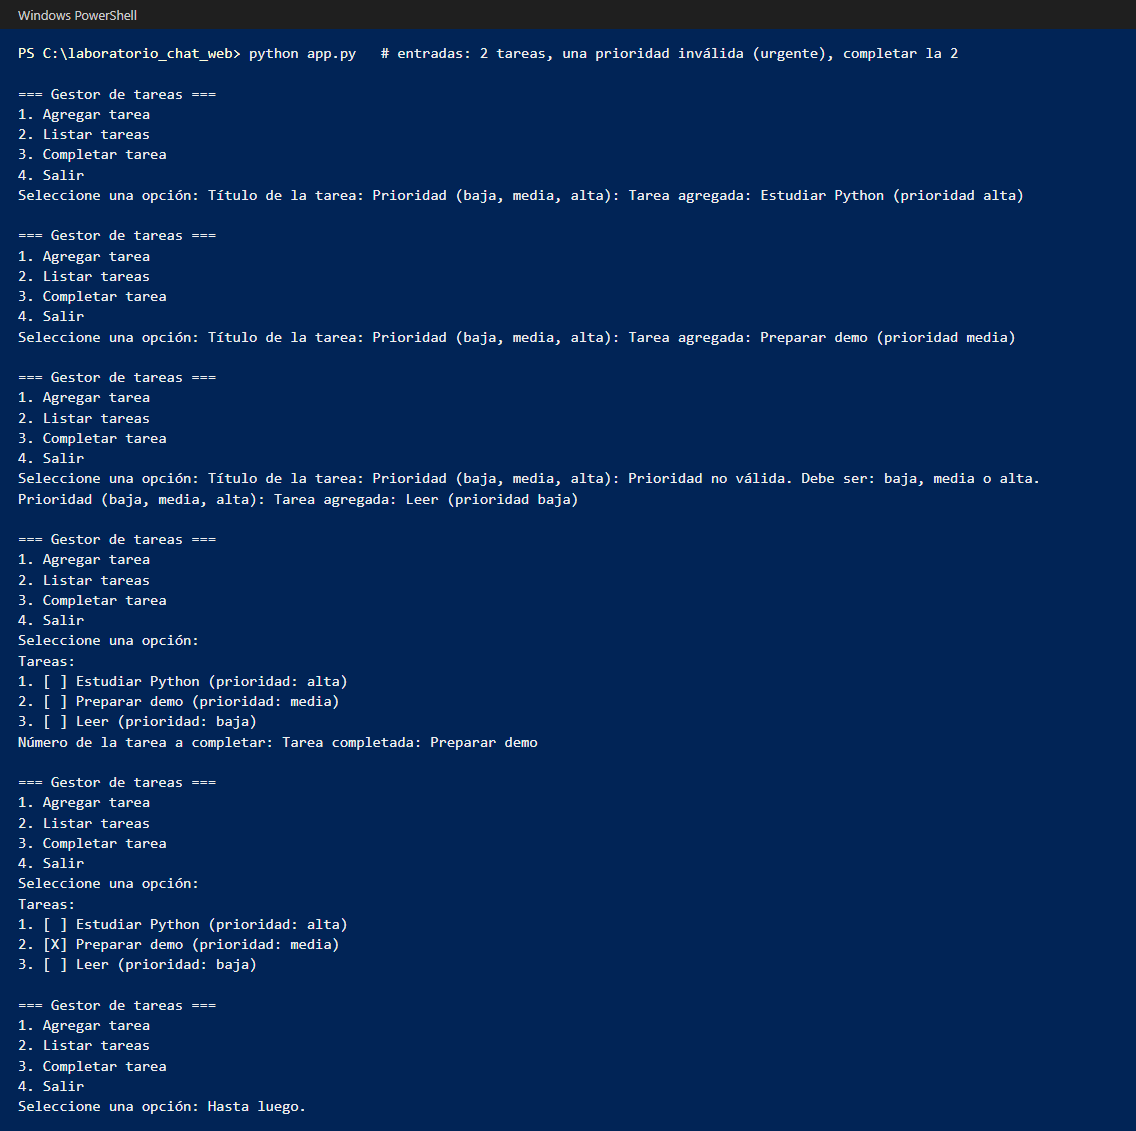 Windows PowerShell
PS C:\laboratorio_chat_web> python app.py   # entradas: 2 tareas, una prioridad inválida (urgente), completar la 2
=== Gestor de tareas ===
1. Agregar tarea
2. Listar tareas
3. Completar tarea
4. Salir
Seleccione una opción: Título de la tarea: Prioridad (baja, media, alta): Tarea agregada: Estudiar Python (prioridad alta)
=== Gestor de tareas ===
1. Agregar tarea
2. Listar tareas
3. Completar tarea
4. Salir
Seleccione una opción: Título de la tarea: Prioridad (baja, media, alta): Tarea agregada: Preparar demo (prioridad media)
=== Gestor de tareas ===
1. Agregar tarea
2. Listar tareas
3. Completar tarea
4. Salir
Seleccione una opción: Título de la tarea: Prioridad (baja, media, alta): Prioridad no válida. Debe ser: baja, media o alta.
Prioridad (baja, media, alta): Tarea agregada: Leer (prioridad baja)
=== Gestor de tareas ===
1. Agregar tarea
2. Listar tareas
3. Completar tarea
4. Salir
Seleccione una opción:
Tareas:
1. [ ] Estudiar Python (prioridad: alta)
2. [ ] Preparar demo (prioridad: media)
3. [ ] Leer (prioridad: baja)
Número de la tarea a completar: Tarea completada: Preparar demo
=== Gestor de tareas ===
1. Agregar tarea
2. Listar tareas
3. Completar tarea
4. Salir
Seleccione una opción:
Tareas:
1. [ ] Estudiar Python (prioridad: alta)
2. [X] Preparar demo (prioridad: media)
3. [ ] Leer (prioridad: baja)
=== Gestor de tareas ===
1. Agregar tarea
2. Listar tareas
3. Completar tarea
4. Salir
Seleccione una opción: Hasta luego.